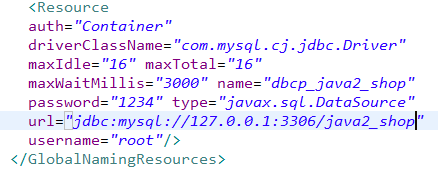 <Resource
auth="Container"
driverClassName="com.mysql.cj.jdbc.Driver"
maxIdle="16" maxTotal="16"
maxWaitMillis="3000" name="dbcp_java2_shop"
password="1234" type="javax.sql.DataSource"
url="jdbc:mysql://127.0.0.1:3306/java2_shop"
username="root"/>
</GlobalNamingResources>